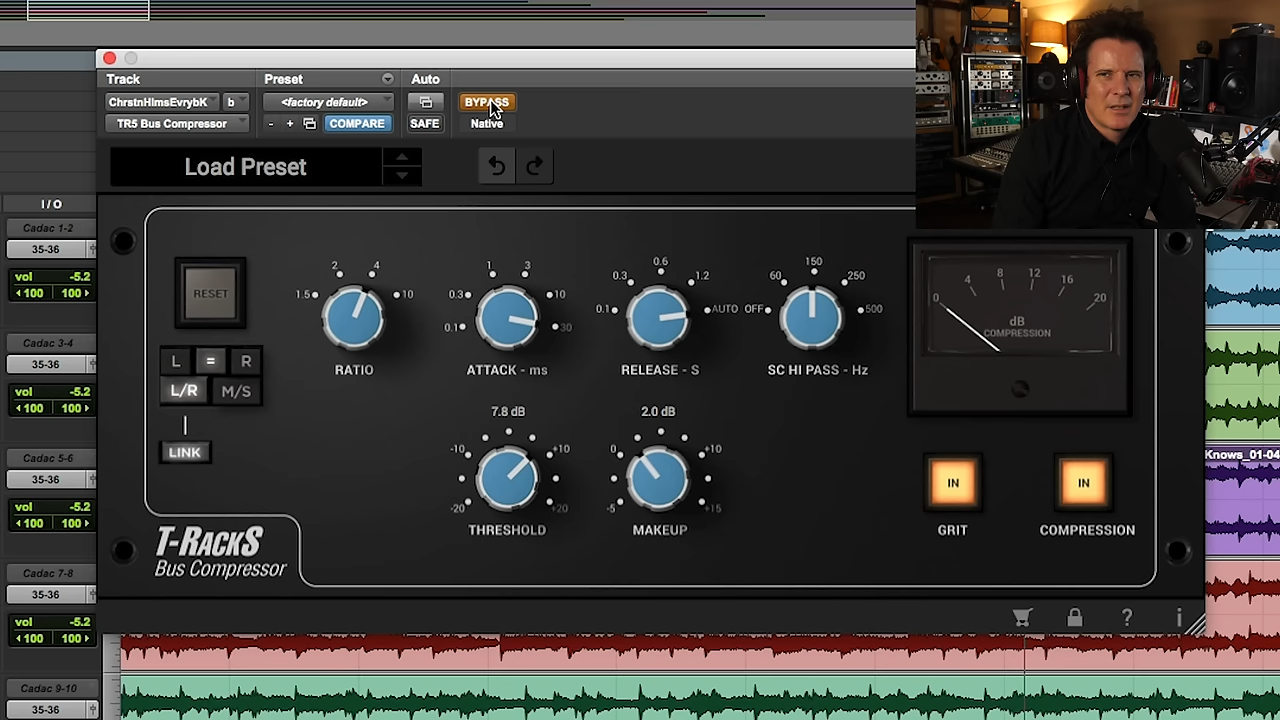 Track
Preset
Auto
ChrstnHlmsEvrybK
b
<factory default>
BYPASS
TR5 Bus Compressor
- +
COMPARE
SAFE
Native
Load Preset
I/O
Cadac 1-2
35-36
vol -5.2
100 100
Cadac 3-4
35-36
vol -5.2
100 100
Cadac 5-6
35-36
vol -5.2
100 100
Cadac 7-8
35-36
vol -5.2
100 100
Cadac 9-10
35-36
RESET
L = R
L/R M/S
LINK
1.5 2 4 10
RATIO
0.1 0.3 1 3 10 30
ATTACK - ms
0.1 0.3 0.6 1.2 AUTO
RELEASE - S
OFF 60 150 250 500
SC HI PASS - Hz
0 4 8 12 16 20
dB
COMPRESSION
7.8 dB
-20 -10 +10 +20
THRESHOLD
2.0 dB
-5 0 +10 +15
MAKEUP
IN
GRIT
IN
COMPRESSION
T-RackS
Bus Compressor
? i
Knows_01-04